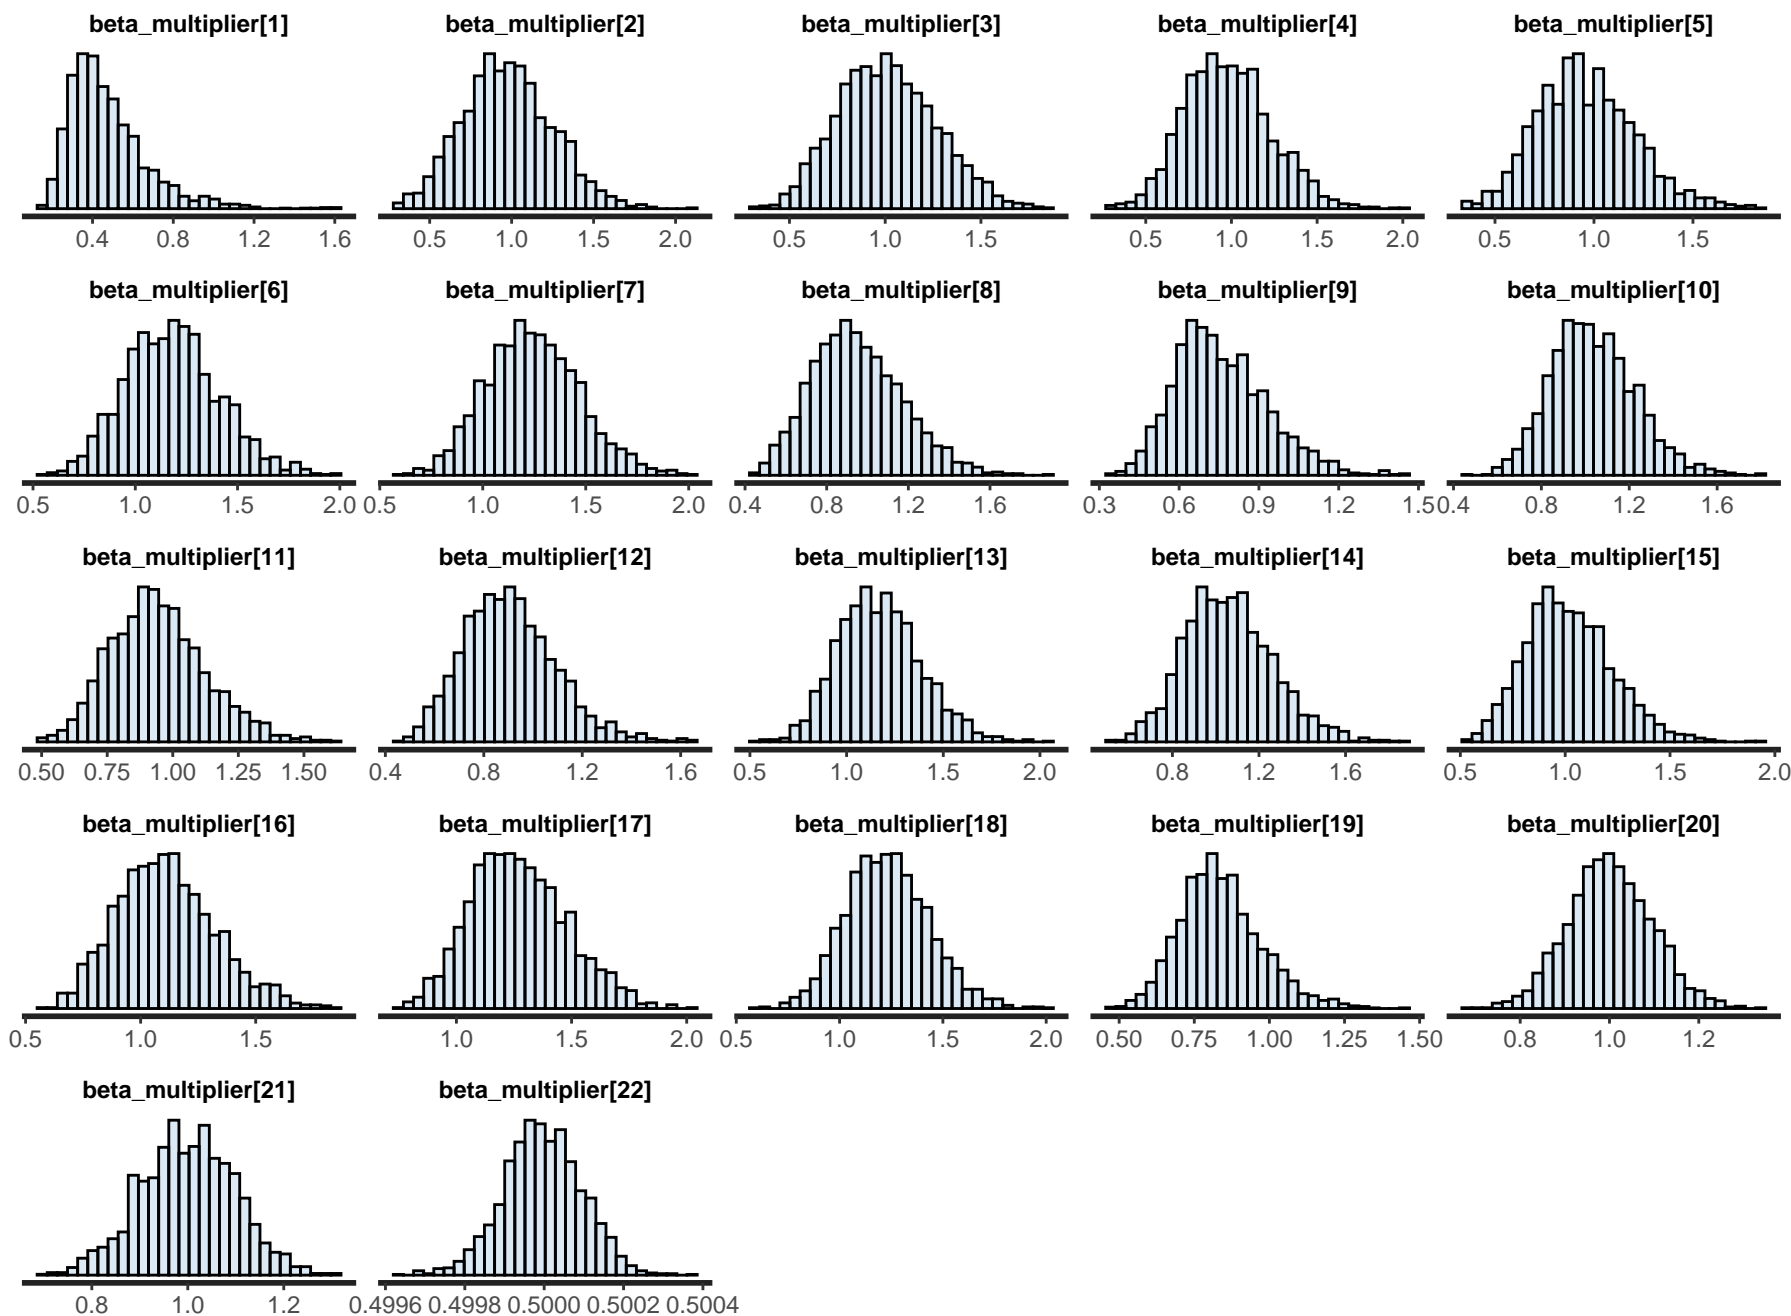 beta_multiplier[1] beta_multiplier[2] beta_multiplier[3] beta_multiplier[4] beta_multiplier[5]
0.4 0.8 1.2 1.6 0.5 1.0 1.5 2.0 0.5 1.0 1.5 0.5 1.0 1.5 2.0 0.5 1.0 1.5
beta_multiplier[6] beta_multiplier[7] beta_multiplier[8] beta_multiplier[9] beta_multiplier[10]
0.5 1.0 1.5 2.0 0.5 1.0 1.5 2.0 0.4 0.8 1.2 1.6 0.3 0.6 0.9 1.2 1.5 0.4 0.8 1.2 1.6
beta_multiplier[11] beta_multiplier[12] beta_multiplier[13] beta_multiplier[14] beta_multiplier[15]
0.50 0.75 1.00 1.25 1.50 0.4 0.8 1.2 1.6 0.5 1.0 1.5 2.0 0.8 1.2 1.6 0.5 1.0 1.5 2.0
beta_multiplier[16] beta_multiplier[17] beta_multiplier[18] beta_multiplier[19] beta_multiplier[20]
0.5 1.0 1.5 1.0 1.5 2.0 0.5 1.0 1.5 2.0 0.50 0.75 1.00 1.25 1.50 0.8 1.0 1.2
beta_multiplier[21] beta_multiplier[22]
0.8 1.0 1.2 0.4996 0.4998 0.5000 0.5002 0.5004